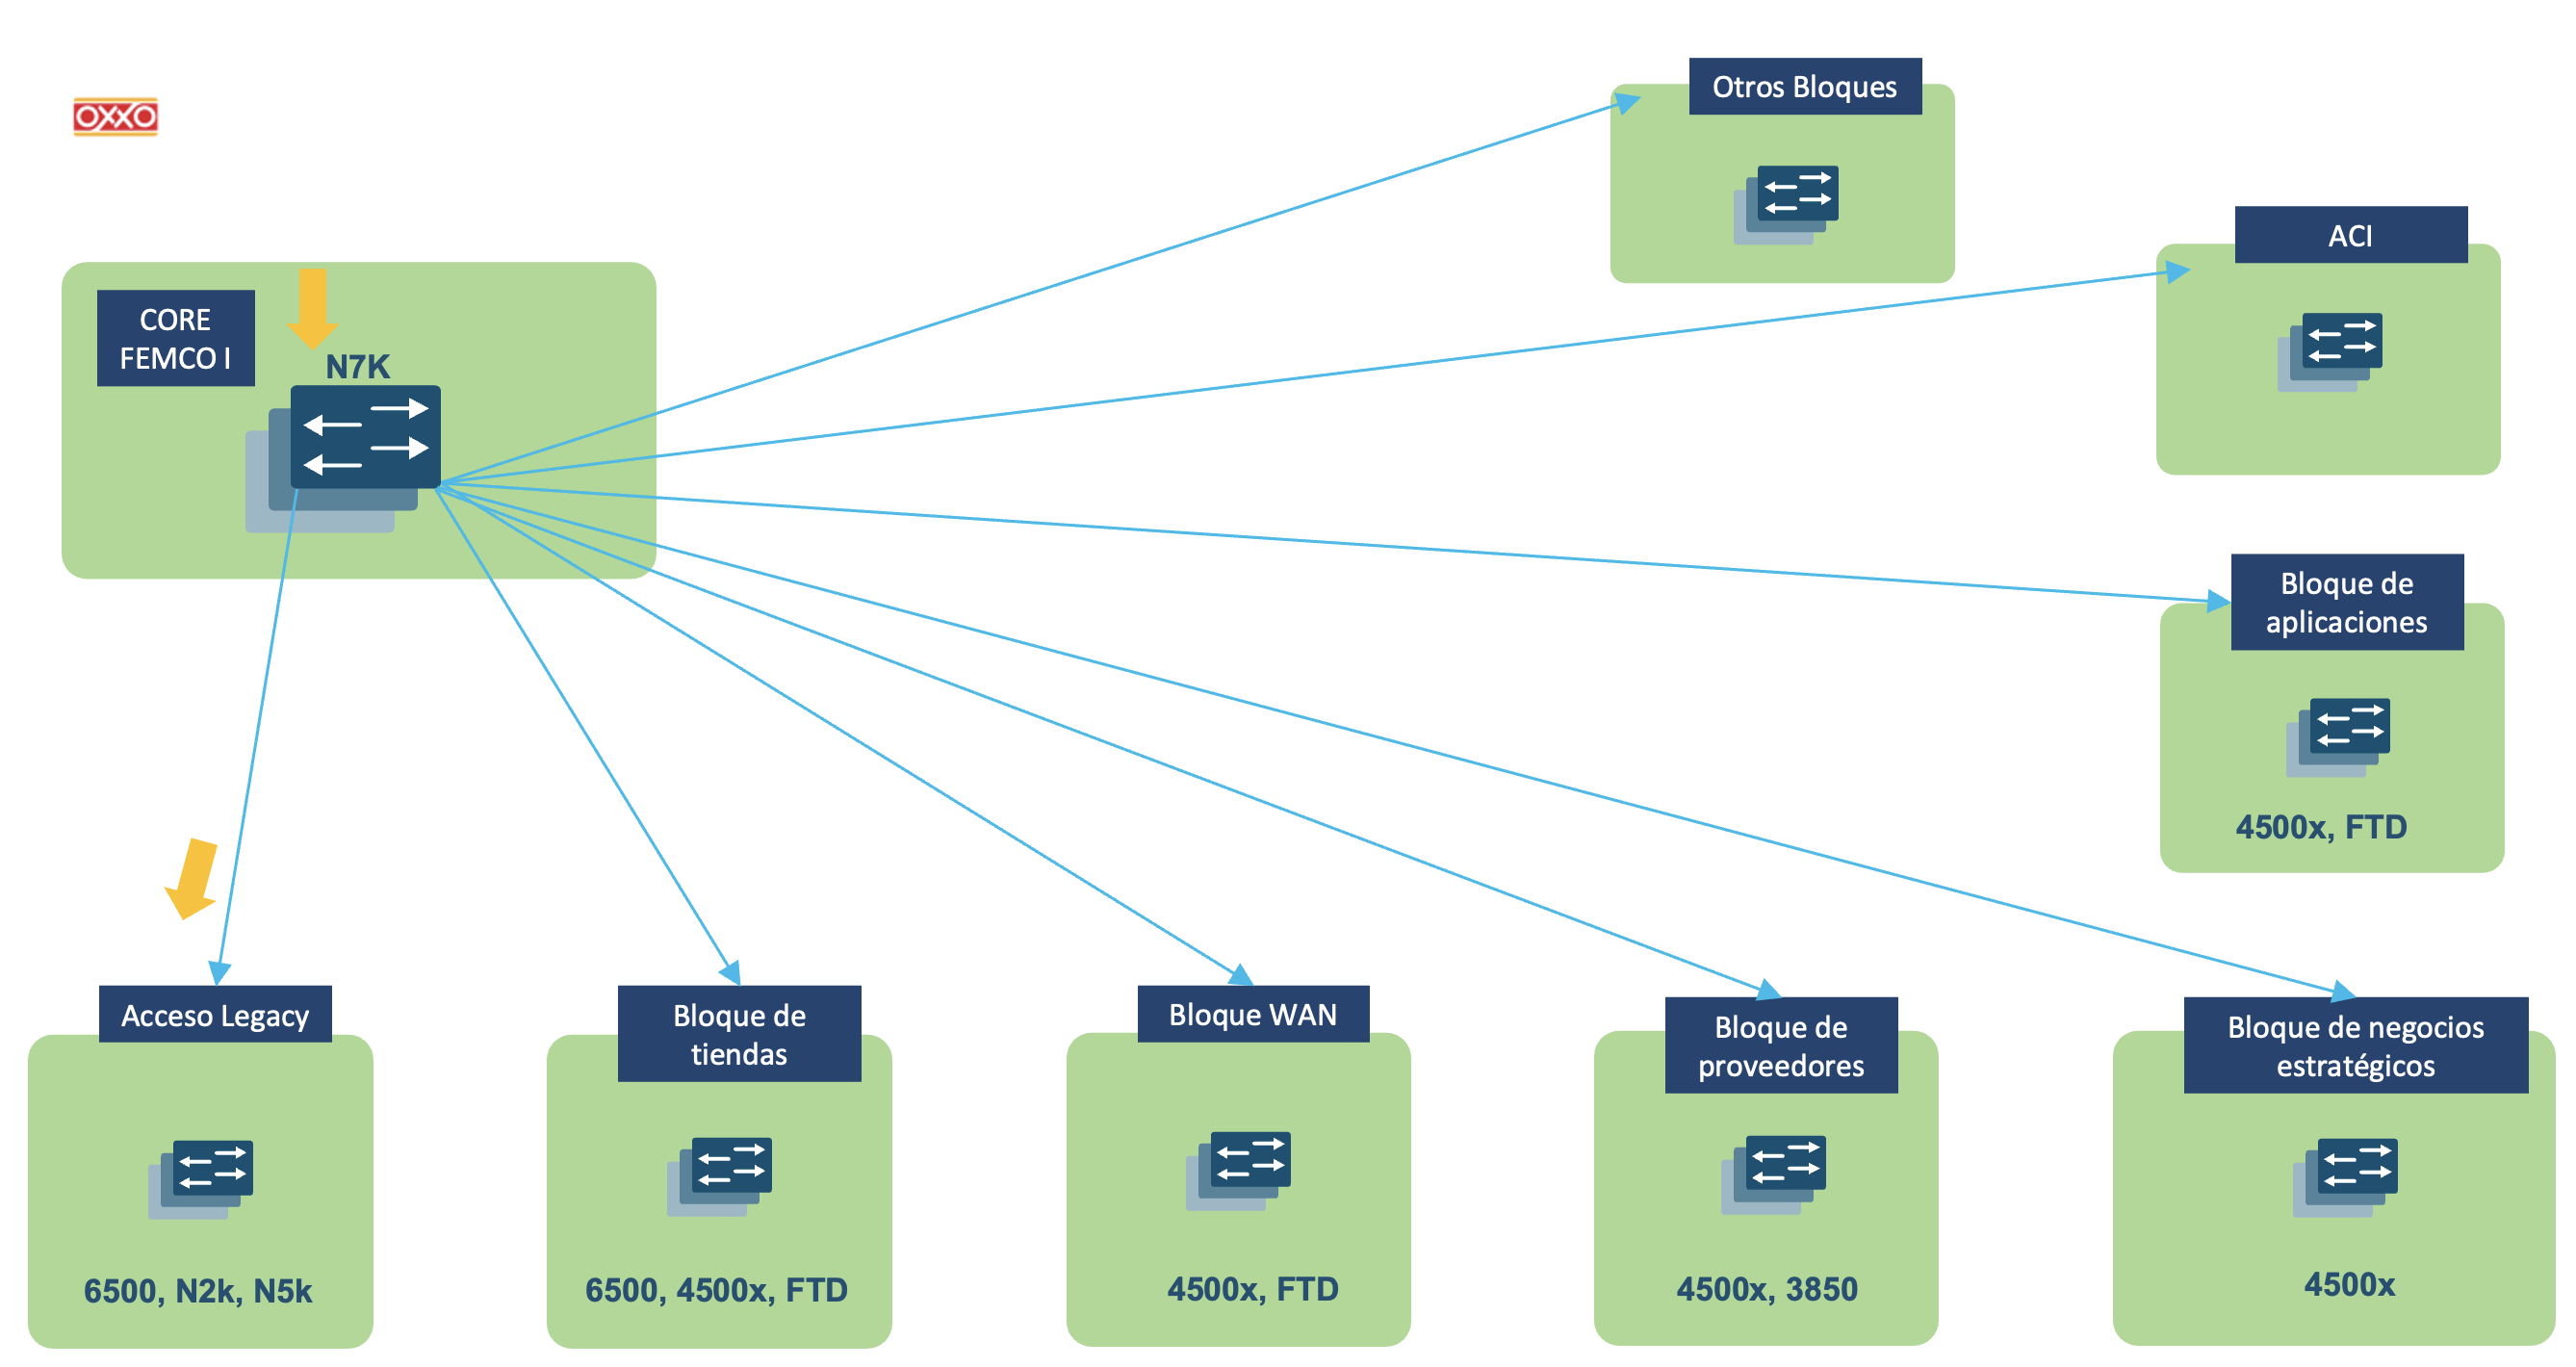 OXXO
Otros Bloques
ACI
CORE
FEMCO I
N7K
Bloque de
aplicaciones
4500x, FTD
Acceso Legacy
6500, N2k, N5k
Bloque de
tiendas
6500, 4500x, FTD
Bloque WAN
4500x, FTD
Bloque de
proveedores
4500x, 3850
Bloque de negocios
estratégicos
4500x